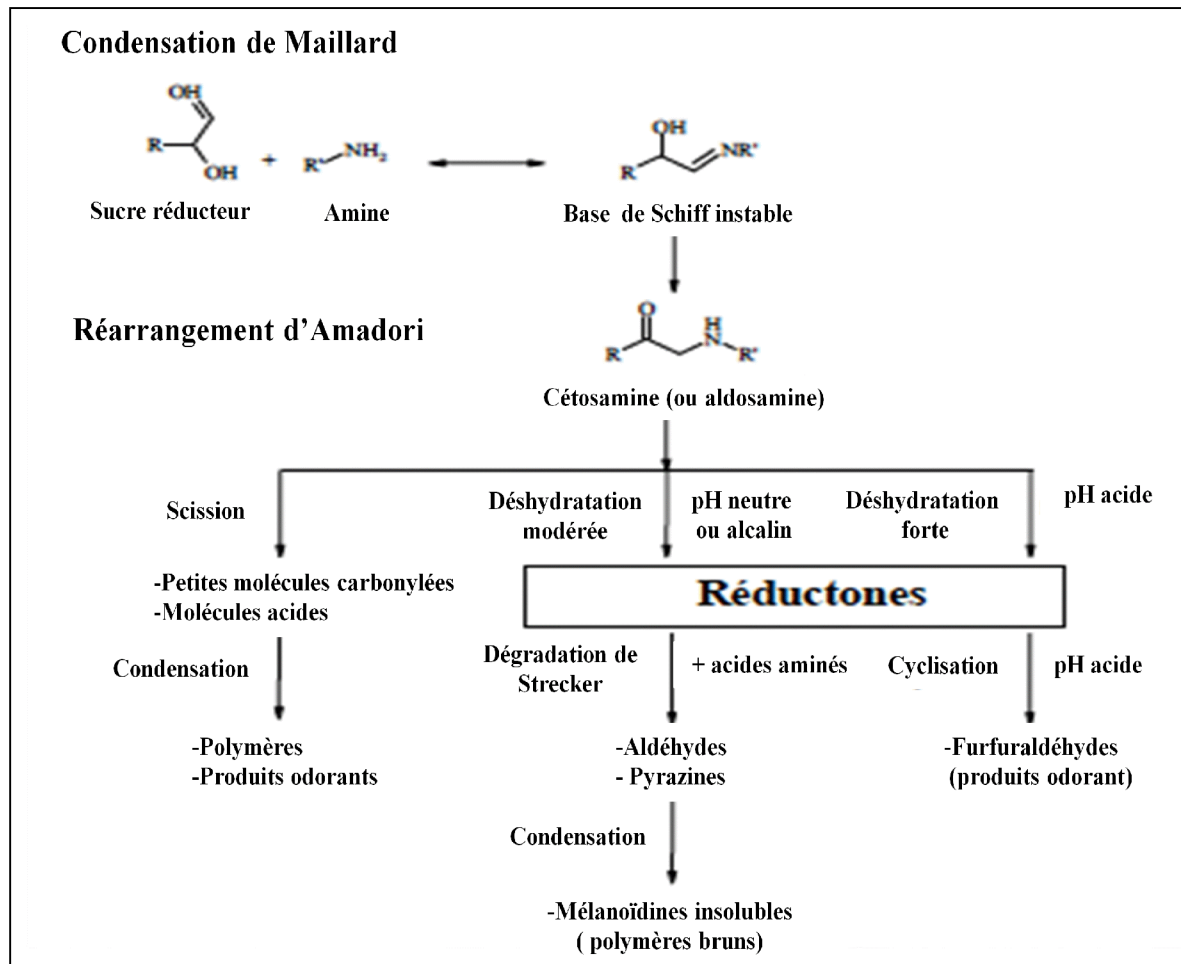 Condensation de Maillard
OH
R
OH
+
R'
NH₂
OH
R
NR'
Sucre réducteur
Amine
Base de Schiff instable
Réarrangement d'Amadori
O
R
H
N
R'
Cétosamine (ou aldosamine)
Scission
Déshydratation
modérée
pH neutre
ou alcalin
Déshydratation
forte
pH acide
-Petites molécules carbonylées
-Molécules acides
Réductones
Condensation
Dégradation de
Strecker
+ acides aminés
Cyclisation
pH acide
-Polymères
-Produits odorants
-Aldéhydes
- Pyrazines
-Furfuraldéhydes
(produits odorant)
Condensation
-Mélanoïdines insolubles
( polymères bruns)